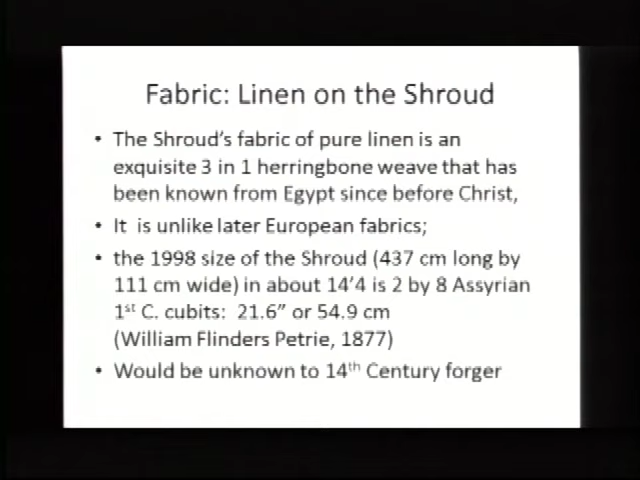 Fabric: Linen on the Shroud
• The Shroud's fabric of pure linen is an
exquisite 3 in 1 herringbone weave that has
been known from Egypt since before Christ,
• It is unlike later European fabrics;
• the 1998 size of the Shroud (437 cm long by
111 cm wide) in about 14'4 is 2 by 8 Assyrian
1st C. cubits: 21.6" or 54.9 cm
(William Flinders Petrie, 1877)
• Would be unknown to 14th Century forger